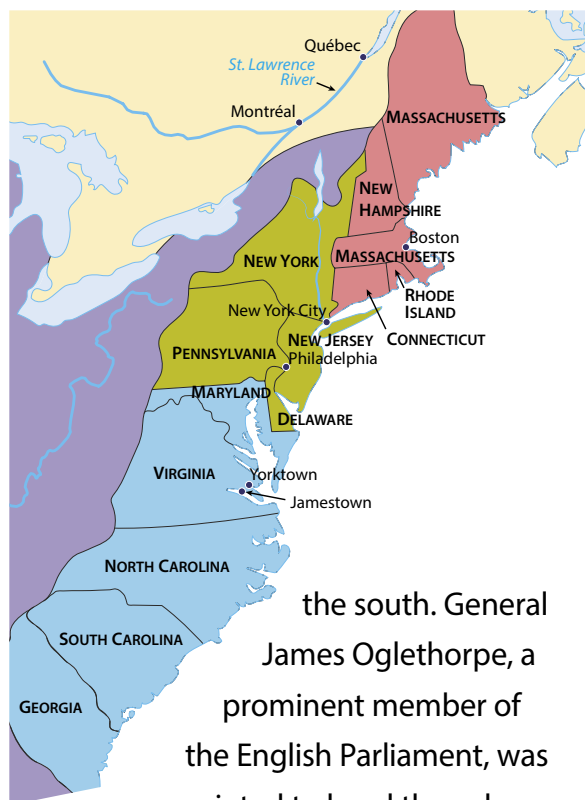 Québec
St. Lawrence
River
Montréal
MASSACHUSETTS
NEW
HAMPSHIRE
Boston
MASSACHUSETTS
NEW YORK
RHODE
ISLAND
New York City
CONNECTICUT
NEW JERSEY
PENNSYLVANIA
Philadelphia
MARYLAND
DELAWARE
VIRGINIA
Yorktown
Jamestown
NORTH CAROLINA
SOUTH CAROLINA
GEORGIA
the south. General
James Oglethorpe, a
prominent member of
the English Parliament, was